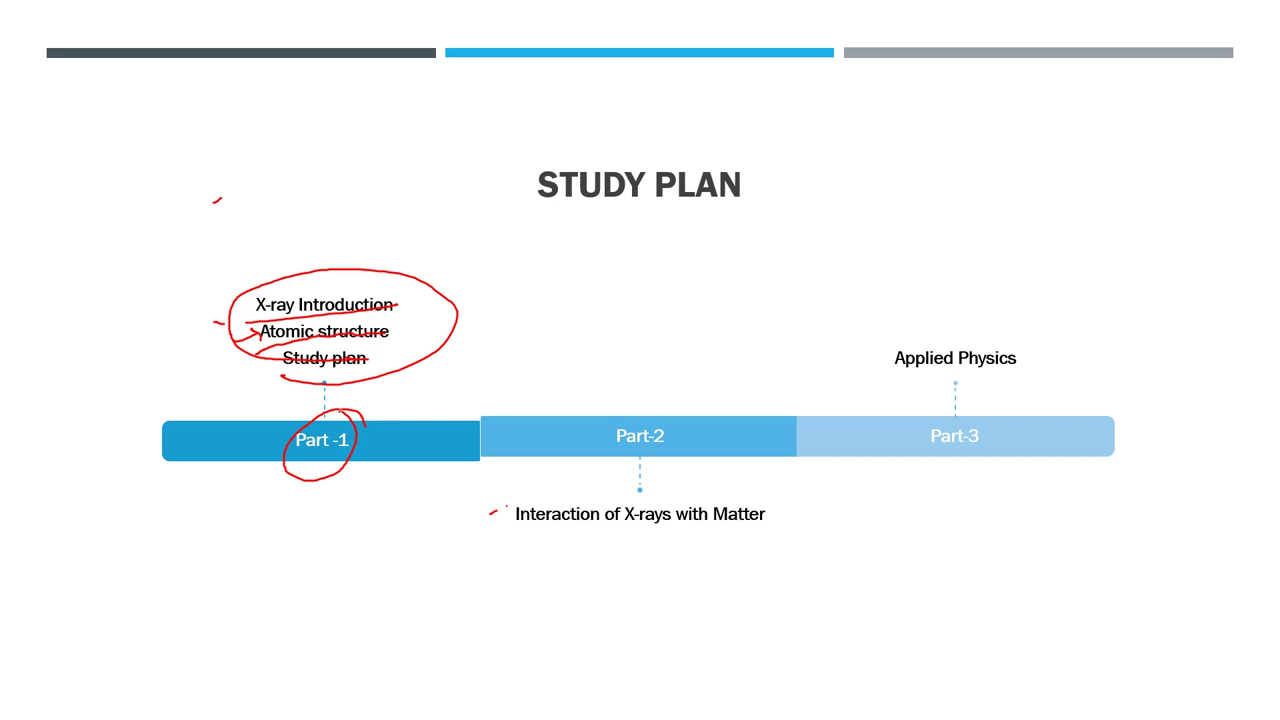 STUDY PLAN
X-ray Introduction
Atomic structure
Study plan
Applied Physics
Part -1
Part-2
Part-3
Interaction of X-rays with Matter